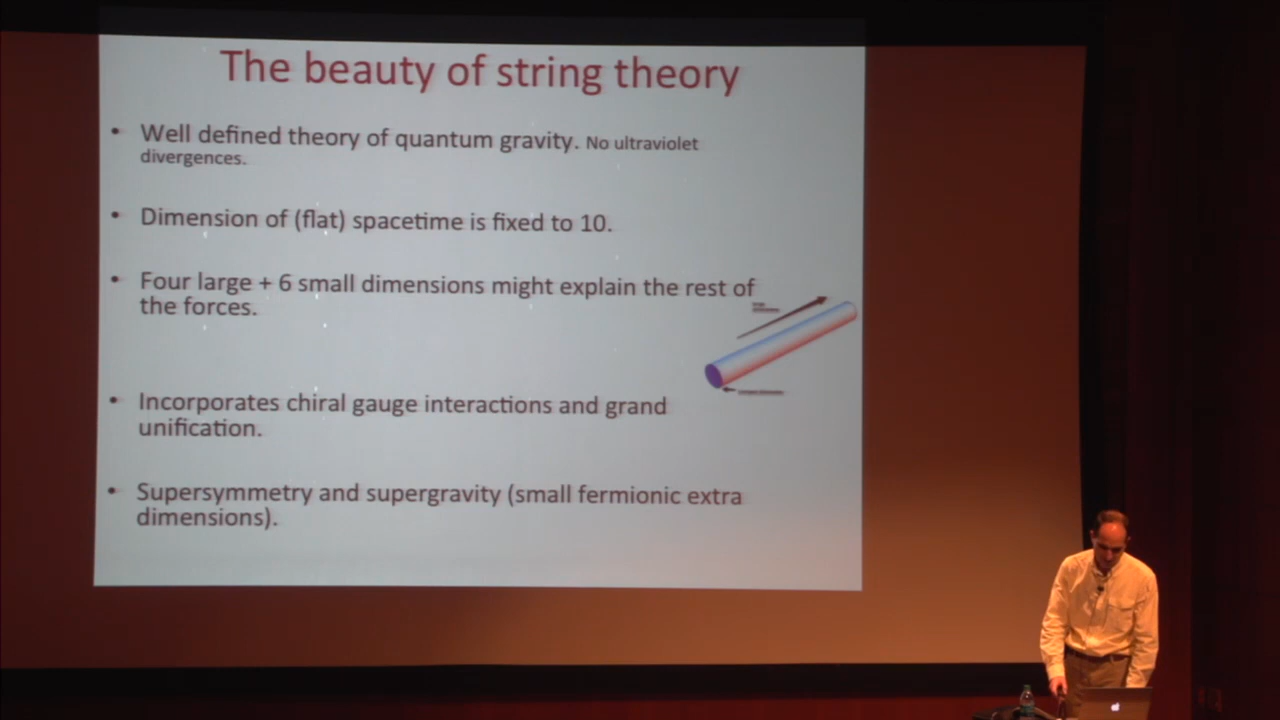 The beauty of string theory
• Well defined theory of quantum gravity. No ultraviolet
divergences.
• Dimension of (flat) spacetime is fixed to 10.
• Four large + 6 small dimensions might explain the rest of
the forces.
• Incorporates chiral gauge interactions and grand
unification.
• Supersymmetry and supergravity (small fermionic extra
dimensions).